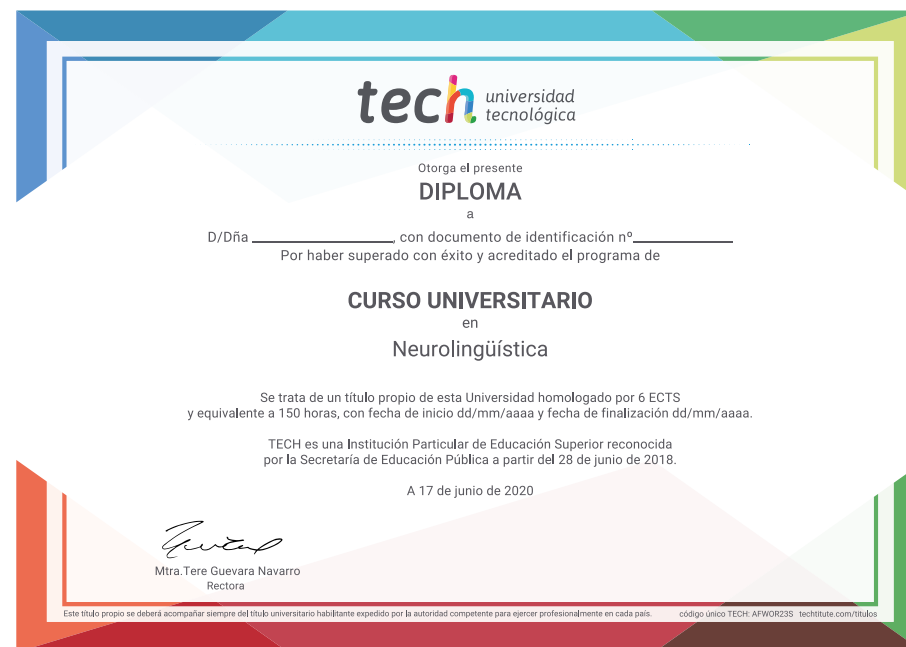 tech universidad
tecnológica
Otorga el presente
DIPLOMA
a
D/Dña ____________________, con documento de identificación nº______________
Por haber superado con éxito y acreditado el programa de
CURSO UNIVERSITARIO
en
Neurolingüística
Se trata de un título propio de esta Universidad homologado por 6 ECTS
y equivalente a 150 horas, con fecha de inicio dd/mm/aaaa y fecha de finalización dd/mm/aaaa.
TECH es una Institución Particular de Educación Superior reconocida
por la Secretaría de Educación Pública a partir del 28 de junio de 2018.
A 17 de junio de 2020
Mtra.Tere Guevara Navarro
Rectora
Este título propio se deberá acompañar siempre del título universitario habilitante expedido por la autoridad competente para ejercer profesionalmente en cada país. código único TECH: AFWOR23S techtitute.com/titulos